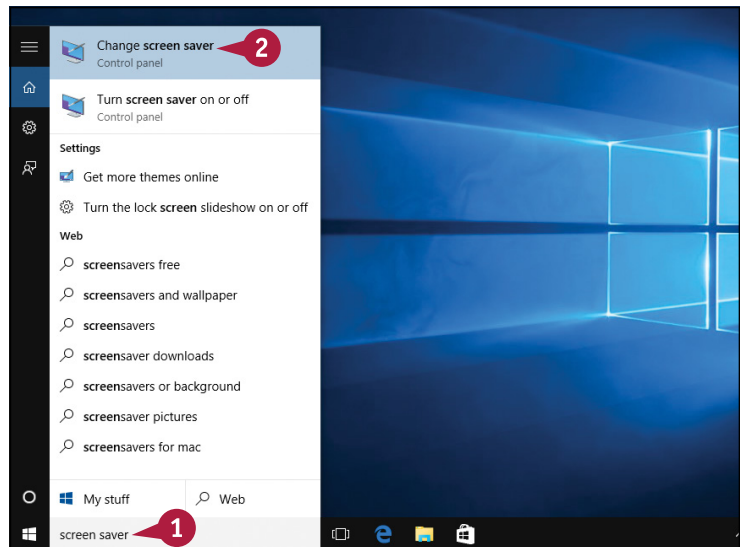 Change screen saver
2
Control panel
Turn screen saver on or off
Control panel
Settings
Get more themes online
Turn the lock screen slideshow on or off
Web
screensavers free
screensavers and wallpaper
screensavers
screensaver downloads
screensavers or background
screensaver pictures
screensavers for mac
My stuff
Web
screen saver
1